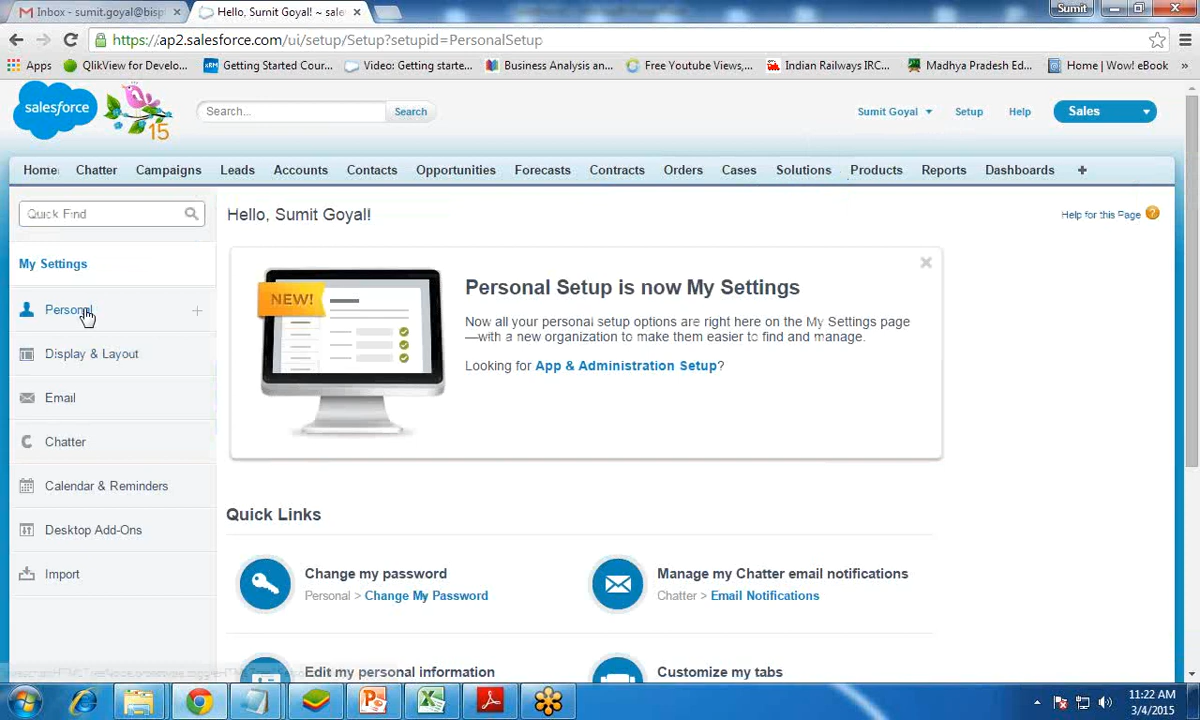 Inbox - sumit.goyal@bisp
Hello, Sumit Goyal! ~ sale
Sumit
https://ap2.salesforce.com/ui/setup/Setup?setupid=PersonalSetup
Apps
QlikView for Develo...
xRM
Getting Started Cour...
Video: Getting starte...
Business Analysis an...
Free Youtube Views,...
Indian Railways IRC...
Madhya Pradesh Ed...
Home | Wow! eBook
»
salesforce
15
Search...
Search
Sumit Goyal
Setup
Help
Sales
Home
Chatter
Campaigns
Leads
Accounts
Contacts
Opportunities
Forecasts
Contracts
Orders
Cases
Solutions
Products
Reports
Dashboards
+
Quick Find
Hello, Sumit Goyal!
Help for this Page
?
My Settings
Personal
Display & Layout
Email
Chatter
Calendar & Reminders
Desktop Add-Ons
Import
NEW!
Personal Setup is now My Settings
Now all your personal setup options are right here on the My Settings page
—with a new organization to make them easier to find and manage.
Looking for App & Administration Setup?
Quick Links
Change my password
Personal > Change My Password
Manage my Chatter email notifications
Chatter > Email Notifications
Edit my personal information
Customize my tabs
11:22 AM
3/4/2015